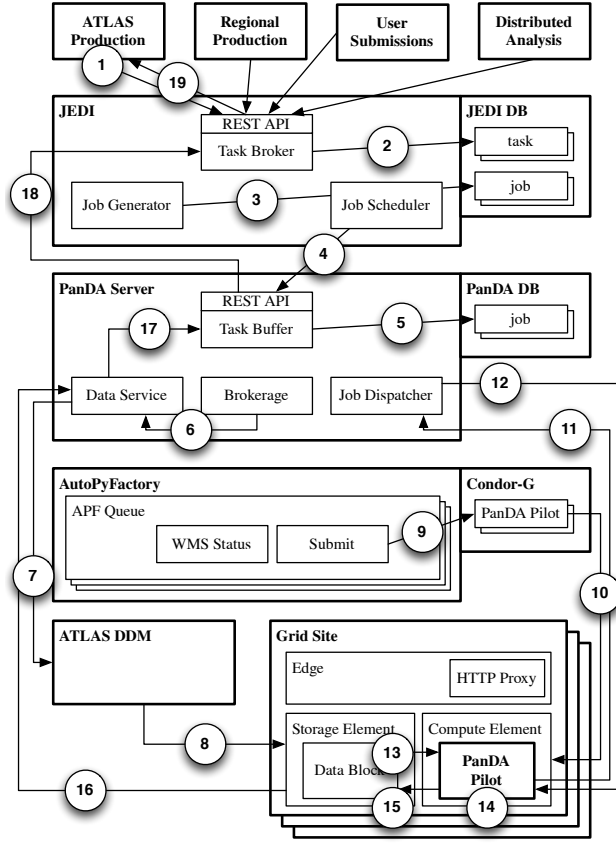 ATLAS
Production
Regional
Production
User
Submissions
Distributed
Analysis
1
19
JEDI
REST API
Task Broker
2
JEDI DB
task
job
18
Job Generator
3
Job Scheduler
4
PanDA Server
REST API
Task Buffer
17
5
PanDA DB
job
Data Service
Brokerage
Job Dispatcher
12
6
11
AutoPyFactory
APF Queue
WMS Status
Submit
9
Condor-G
PanDA Pilot
7
10
ATLAS DDM
Grid Site
Edge
HTTP Proxy
8
Storage Element
Compute Element
13
Data Block
PanDA
Pilot
16
15
14